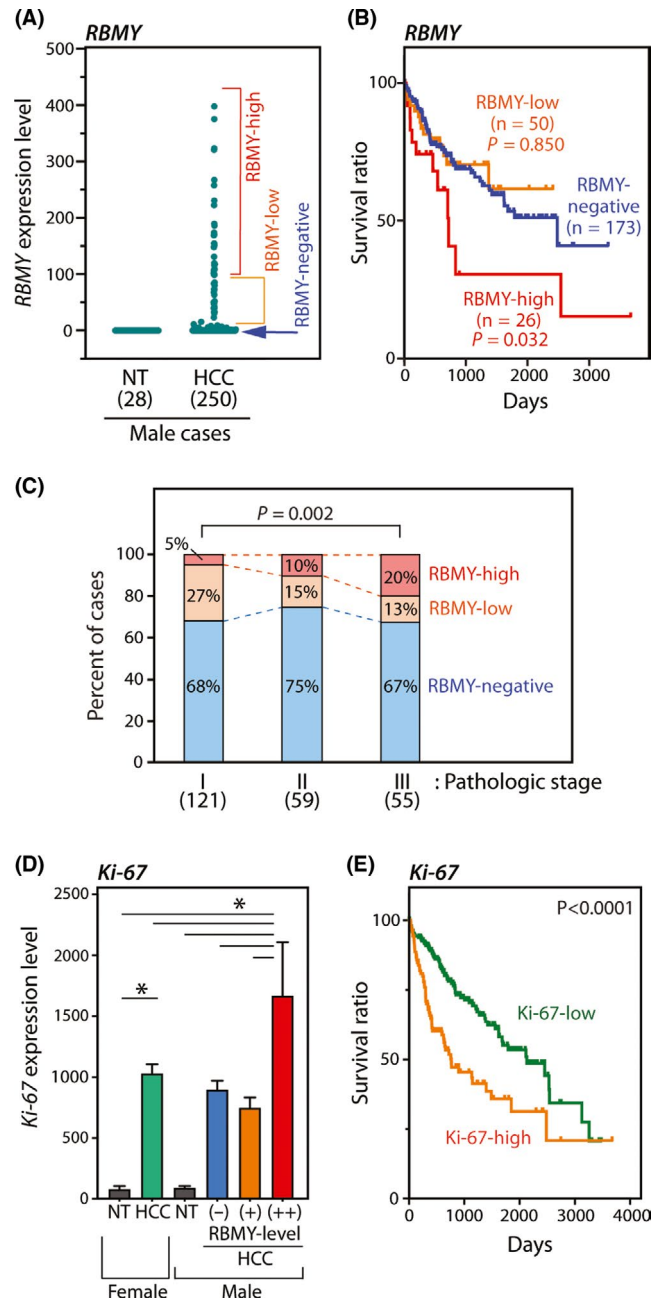 (A)
RBMY
RBMY expression level
500
400
300
200
100
0
RBMY-high
RBMY-low
RBMY-negative
NT
(28)
HCC
(250)
Male cases
(B)
RBMY
Survival ratio
100
50
0
RBMY-low
(n = 50)
P = 0.850
RBMY-
negative
(n = 173)
RBMY-high
(n = 26)
P = 0.032
0 1000 2000 3000
Days
(C)
P = 0.002
Percent of cases
100
80
60
40
20
0
5%
27%
68%
10%
15%
75%
20%
13%
67%
RBMY-high
RBMY-low
RBMY-negative
I II III : Pathologic stage
(121) (59) (55)
(D)
Ki-67
Ki-67 expression level
2500
2000
1500
1000
500
0
*
*
NT HCC NT (−) (+) (++)
RBMY-level
HCC
Female Male
(E)
Ki-67
P<0.0001
Survival ratio
100
50
0
Ki-67-low
Ki-67-high
0 1000 2000 3000 4000
Days